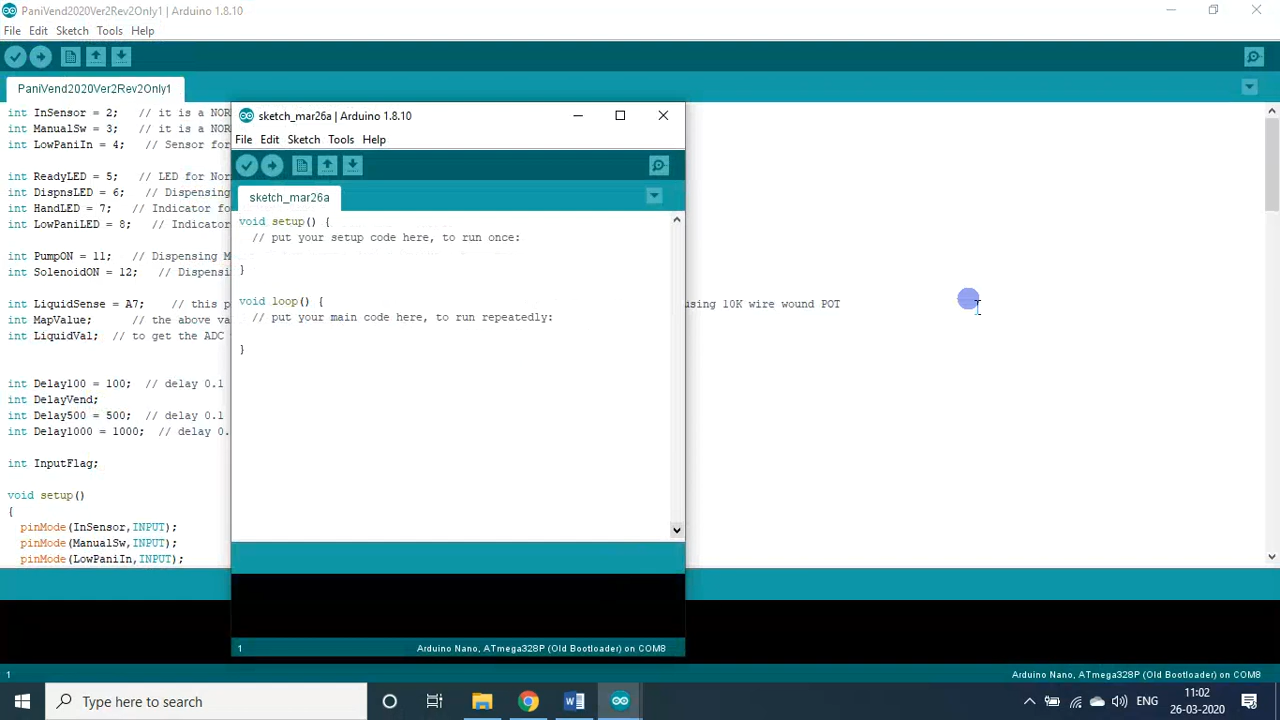 PaniVend2020Ver2Rev2Only1 | Arduino 1.8.10
File Edit Sketch Tools Help
PaniVend2020Ver2Rev2Only1
int InSensor = 2; // it is a NOR
int ManualSw = 3; // it is a NOR
int LowPaniIn = 4; // Sensor for
int ReadyLED = 5; // LED for Nor
int DispnsLED = 6; // Dispensing
int HandLED = 7; // Indicator fo
int LowPaniLED = 8; // Indicator
int PumpON = 11; // Dispensing M
int SolenoidON = 12; // Dispensi
int LiquidSense = A7; // this p using 10K wire wound POT
int MapValue; // the above va
int LiquidVal; // to get the ADC
int Delay100 = 100; // delay 0.1
int DelayVend;
int Delay500 = 500; // delay 0.1
int Delay1000 = 1000; // delay 0.
int InputFlag;
void setup()
{
pinMode(InSensor,INPUT);
pinMode(ManualSw,INPUT);
pinMode(LowPaniIn,INPUT);
sketch_mar26a | Arduino 1.8.10
File Edit Sketch Tools Help
sketch_mar26a
void setup() {
// put your setup code here, to run once:
}
void loop() {
// put your main code here, to run repeatedly:
}
1 Arduino Nano, ATmega328P (Old Bootloader) on COM8
1 Arduino Nano, ATmega328P (Old Bootloader) on COM8
Type here to search
ENG
11:02
26-03-2020